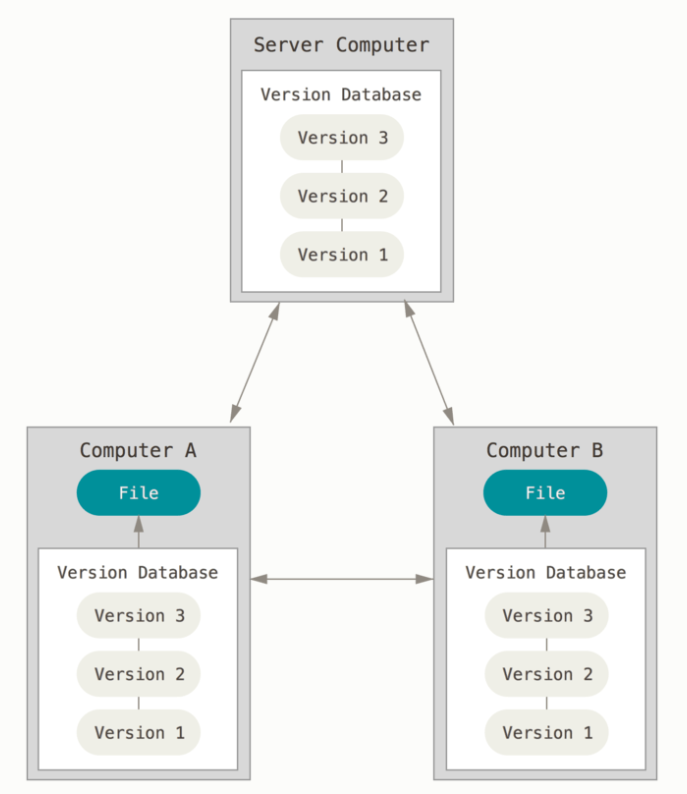 Server Computer
Version Database
Version 3
Version 2
Version 1
Computer A
File
Version Database
Version 3
Version 2
Version 1
Computer B
File
Version Database
Version 3
Version 2
Version 1